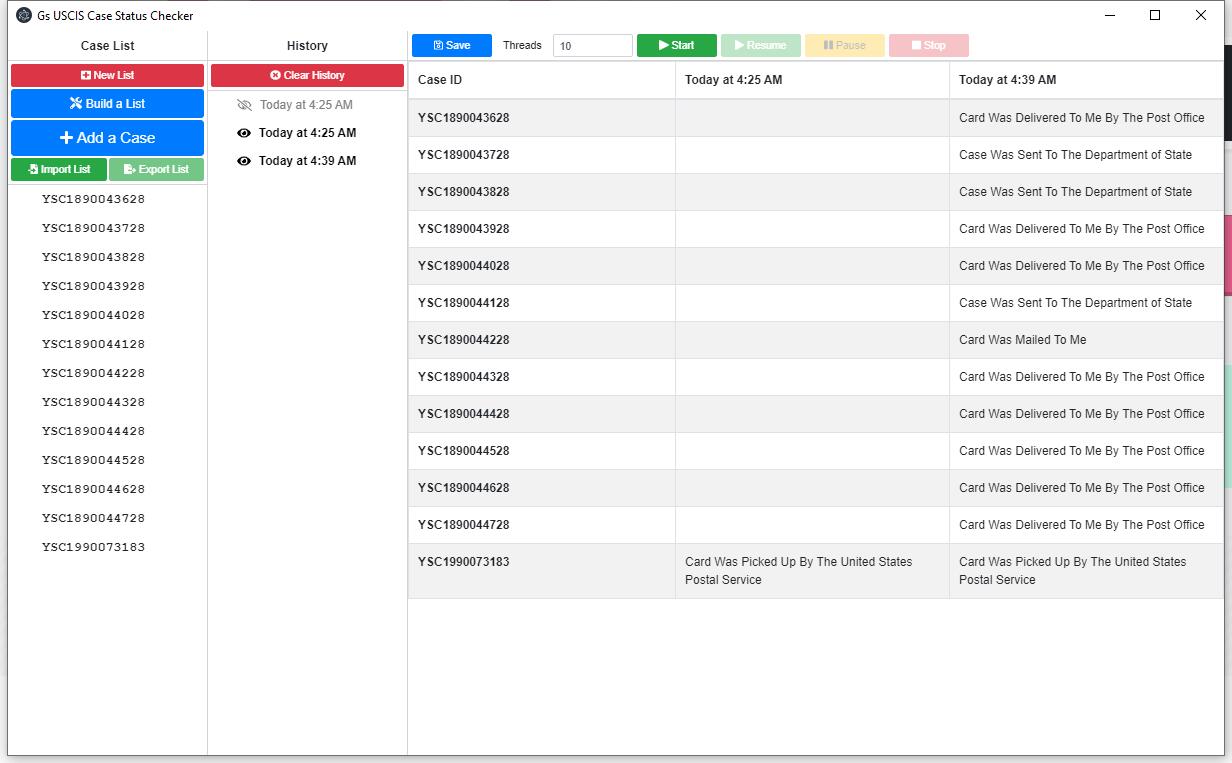 Gs USCIS Case Status Checker
Case List
New List
Build a List
Add a Case
Import List Export List
YSC1890043628
YSC1890043728
YSC1890043828
YSC1890043928
YSC1890044028
YSC1890044128
YSC1890044228
YSC1890044328
YSC1890044428
YSC1890044528
YSC1890044628
YSC1890044728
YSC1990073183
History
Clear History
Today at 4:25 AM
Today at 4:25 AM
Today at 4:39 AM
Save Threads 10 Start Resume Pause Stop
Case ID Today at 4:25 AM Today at 4:39 AM
YSC1890043628 Card Was Delivered To Me By The Post Office
YSC1890043728 Case Was Sent To The Department of State
YSC1890043828 Case Was Sent To The Department of State
YSC1890043928 Card Was Delivered To Me By The Post Office
YSC1890044028 Card Was Delivered To Me By The Post Office
YSC1890044128 Case Was Sent To The Department of State
YSC1890044228 Card Was Mailed To Me
YSC1890044328 Card Was Delivered To Me By The Post Office
YSC1890044428 Card Was Delivered To Me By The Post Office
YSC1890044528 Card Was Delivered To Me By The Post Office
YSC1890044628 Card Was Delivered To Me By The Post Office
YSC1890044728 Card Was Delivered To Me By The Post Office
YSC1990073183 Card Was Picked Up By The United States Card Was Picked Up By The United States
Postal Service Postal Service